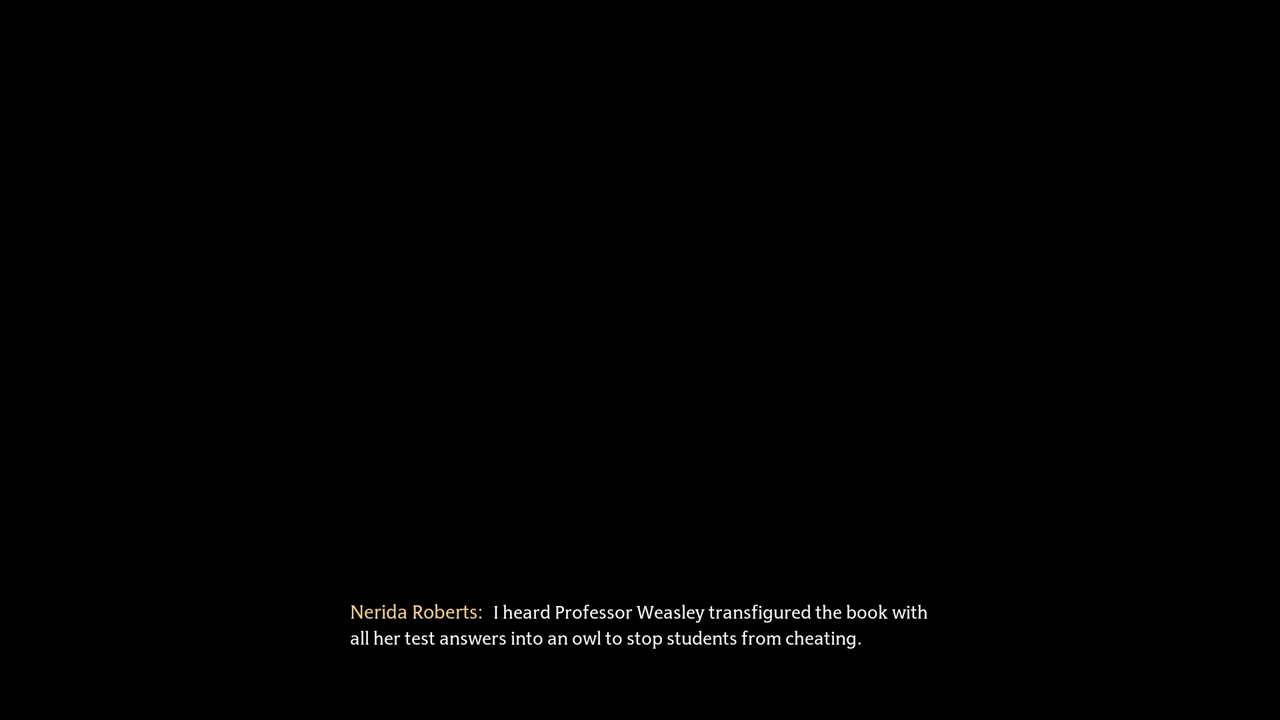 Nerida Roberts: I heard Professor Weasley transfigured the book with
all her test answers into an owl to stop students from cheating.